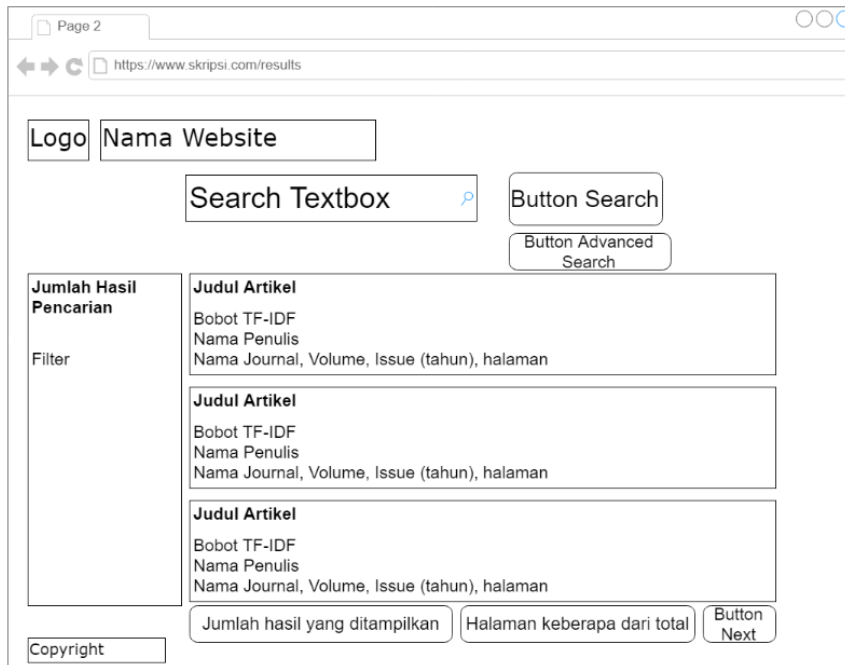 Page 2
https://www.skripsi.com/results
Logo
Nama Website
Search Textbox
Button Search
Button Advanced
Search
Jumlah Hasil
Pencarian
Filter
Judul Artikel
Bobot TF-IDF
Nama Penulis
Nama Journal, Volume, Issue (tahun), halaman
Judul Artikel
Bobot TF-IDF
Nama Penulis
Nama Journal, Volume, Issue (tahun), halaman
Judul Artikel
Bobot TF-IDF
Nama Penulis
Nama Journal, Volume, Issue (tahun), halaman
Jumlah hasil yang ditampilkan
Halaman keberapa dari total
Button
Next
Copyright